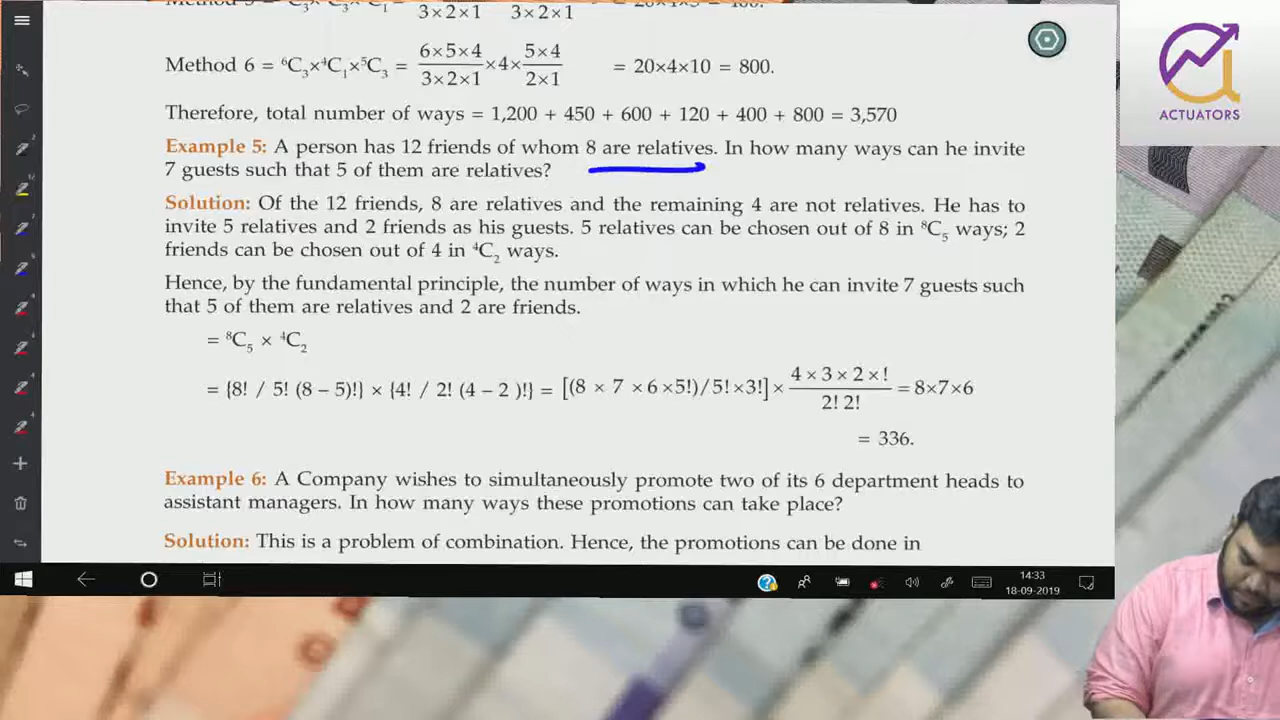 3×2×1 3×2×1
Method 6 = ⁶C₃×⁴C₁×⁵C₃ = 6×5×4/3×2×1 ×4× 5×4/2×1 = 20×4×10 = 800.
Therefore, total number of ways = 1,200 + 450 + 600 + 120 + 400 + 800 = 3,570
Example 5: A person has 12 friends of whom 8 are relatives. In how many ways can he invite
7 guests such that 5 of them are relatives?
Solution: Of the 12 friends, 8 are relatives and the remaining 4 are not relatives. He has to
invite 5 relatives and 2 friends as his guests. 5 relatives can be chosen out of 8 in ⁸C₅ ways; 2
friends can be chosen out of 4 in ⁴C₂ ways.
Hence, by the fundamental principle, the number of ways in which he can invite 7 guests such
that 5 of them are relatives and 2 are friends.
= ⁸C₅ × ⁴C₂
= {8! / 5! (8 – 5)!} × {4! / 2! (4 – 2 )!} = [(8 × 7 × 6×5!)/5!×3!] × 4×3×2×!/2! 2! = 8×7×6
= 336.
Example 6: A Company wishes to simultaneously promote two of its 6 department heads to
assistant managers. In how many ways these promotions can take place?
Solution: This is a problem of combination. Hence, the promotions can be done in
14:33
18-09-2019
ACTUATORS